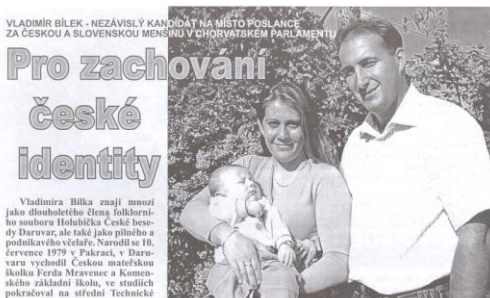 VLADIMÍR BÍLEK - NEZÁVISLÝ KANDIDÁT NA MÍSTO POSLANCE
ZA ČESKOU A SLOVENSKOU MENŠINU V CHORVATSKÉM PARLAMENTU
Pro zachování
české
identity
Vladimíra Bílka znají mnozí
jako dlouholetého člena folklorní-
ho souboru Holubička České bese-
dy Daruvar, ale také jako pilného a
podnikavého včelaře. Narodil se 10.
července 1979 v Pakraci, v Daru-
varu vychodil Českou mateřskou
školku Ferda Mravenec a Komen-
ského základní školu, ve studiích
pokračoval na střední Technické